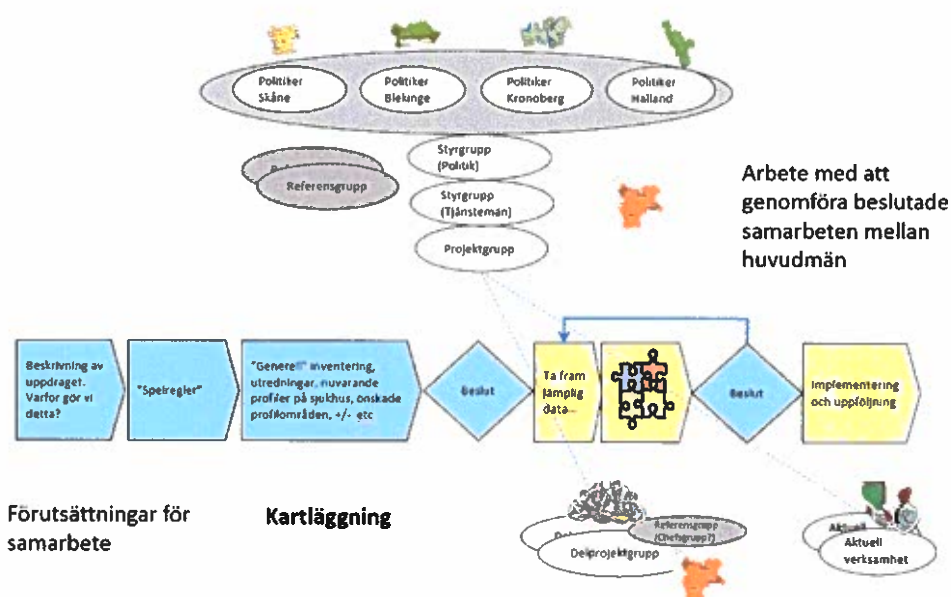 Politiker
Skåne
Politiker
Blekinge
Politiker
Kronoberg
Politiker
Halland
Styrgrupp
(Politik)
Referensgrupp
Styrgrupp
(Tjänstemän)
Projektgrupp
Arbete med att
genomföra beslutade
samarbeten mellan
huvudmän
Beskrivning av
uppdraget.
Varför gör vi
detta?
"Spelregler"
"Generell" inventering,
utredningar, nuvarande
profiler på sjukhus, önskade
profilområden, +/- etc
Beslut
Ta fram
lämplig
data...
Beslut
Implementering
och uppföljning
Förutsättningar för
samarbete
Kartläggning
Referensgrupp
(Chefsgrupp?)
Delprojektgrupp
Aktuell
Aktuell
verksamhet